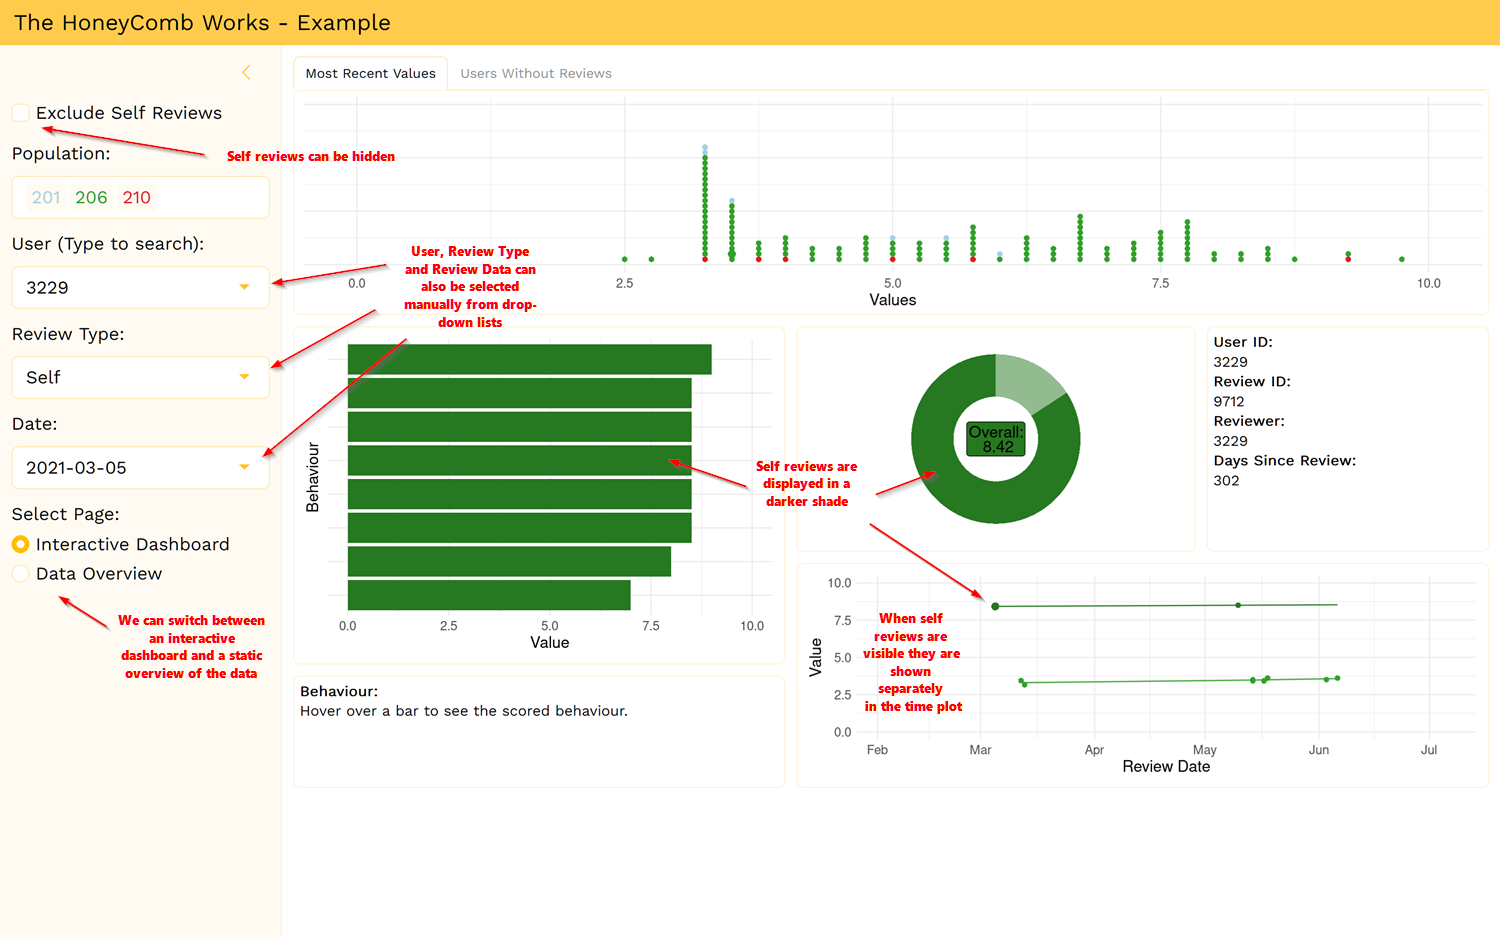 The HoneyComb Works - Example
Exclude Self Reviews
Self reviews can be hidden
Population:
201 206 210
User (Type to search):
3229
Review Type:
Self
Date:
2021-03-05
Select Page:
Interactive Dashboard
Data Overview
We can switch between
an interactive
dashboard and a static
overview of the data
Most Recent Values
Users Without Reviews
0.0 2.5 5.0 7.5 10.0
Values
User, Review Type
and Review Data can
also be selected
manually from drop-
down lists
Behaviour
0.0 2.5 5.0 7.5 10.0
Value
Behaviour:
Hover over a bar to see the scored behaviour.
Self reviews are
displayed in a
darker shade
Overall:
8.42
User ID:
3229
Review ID:
9712
Reviewer:
3229
Days Since Review:
302
Value
10.0
7.5
5.0
2.5
0.0
When self
reviews are
visible they are
shown
separately
in the time plot
Feb Mar Apr May Jun Jul
Review Date